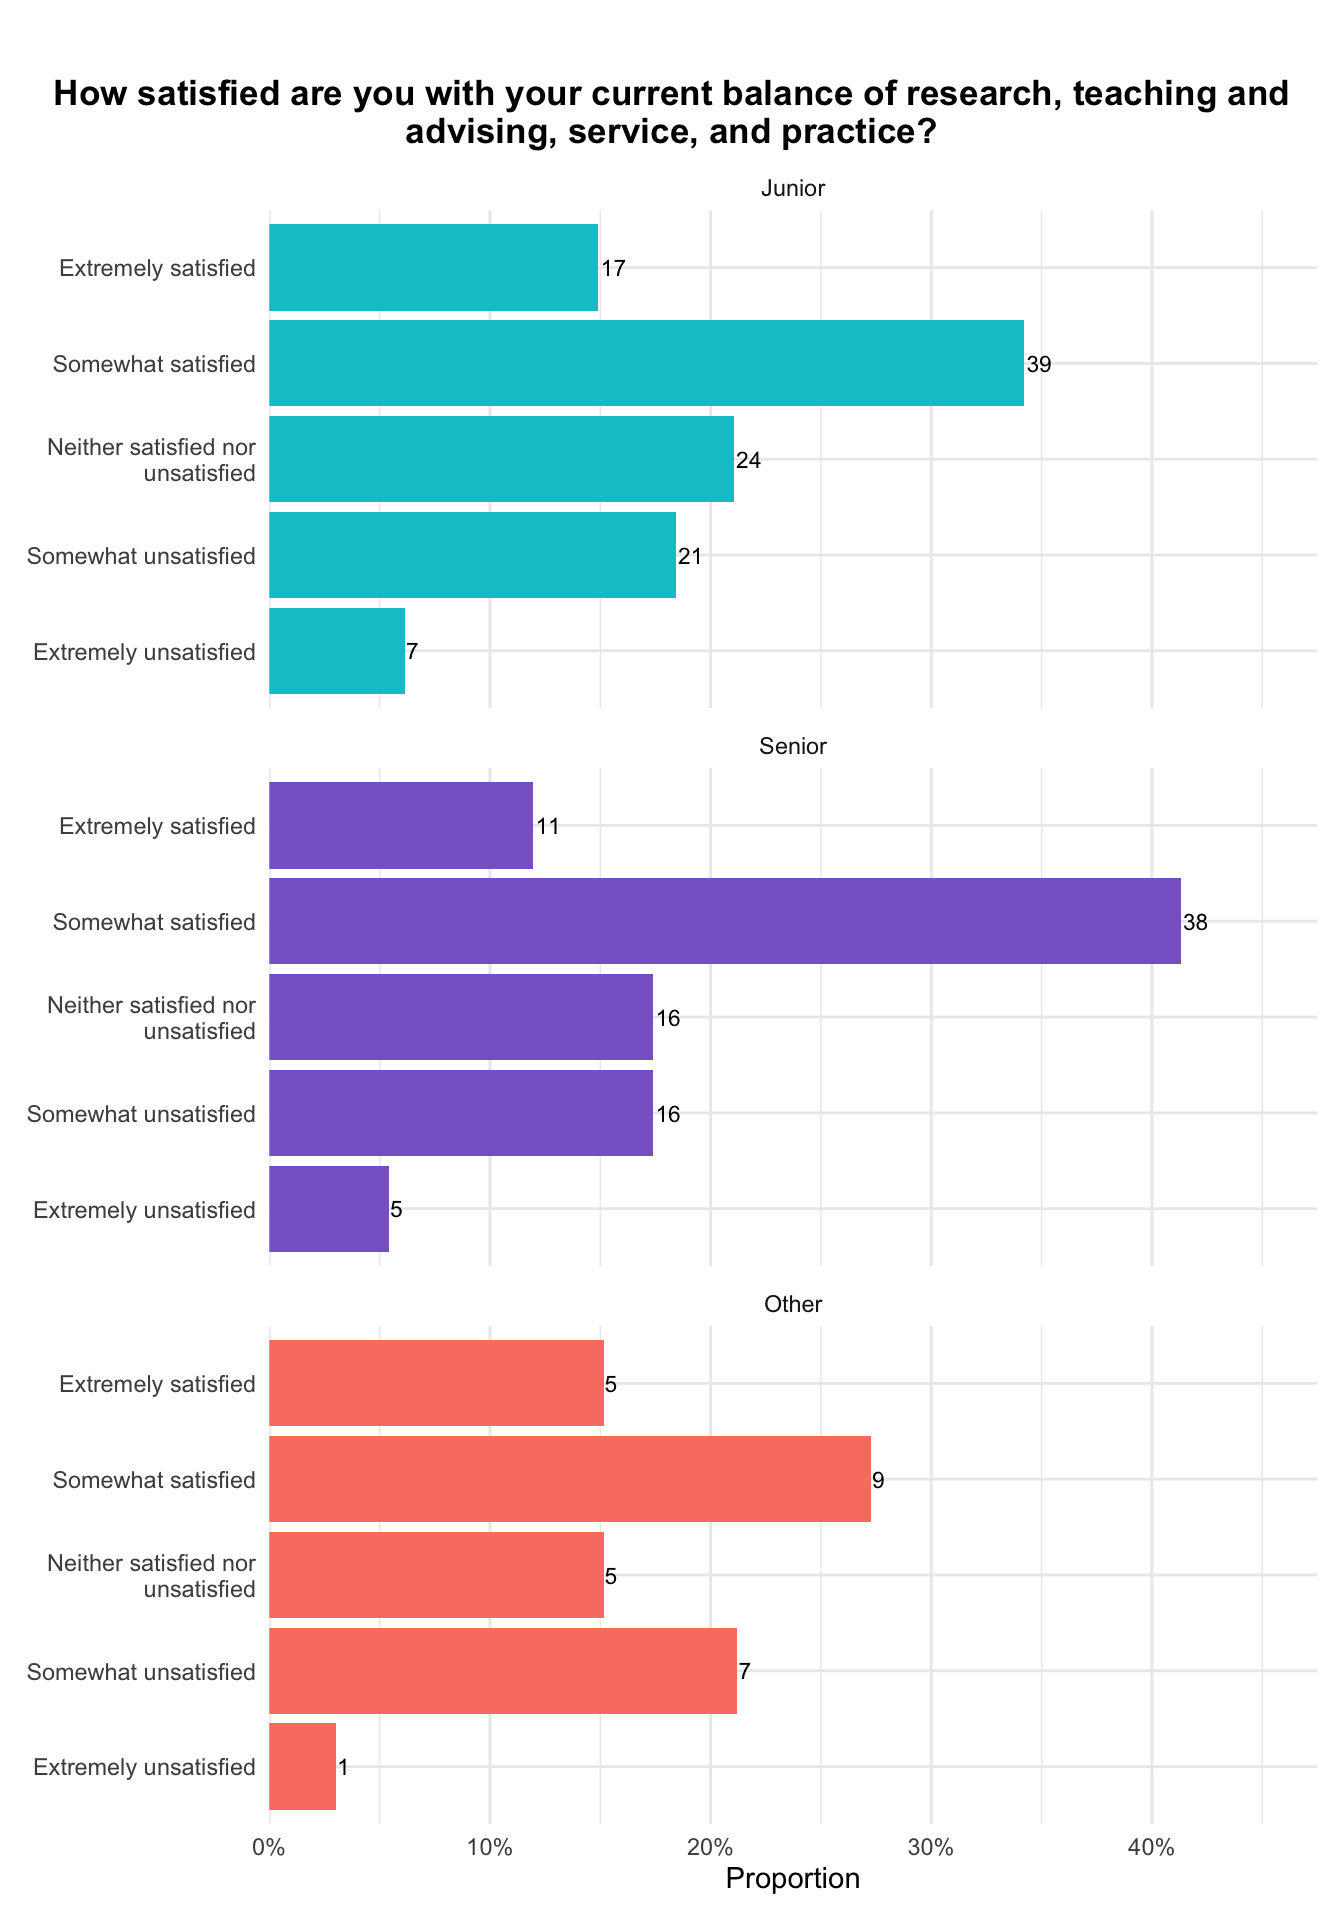 How satisfied are you with your current balance of research, teaching and
advising, service, and practice?
Junior
Extremely satisfied
17
Somewhat satisfied
39
Neither satisfied nor
unsatisfied
24
Somewhat unsatisfied
21
Extremely unsatisfied
7
Senior
Extremely satisfied
11
Somewhat satisfied
38
Neither satisfied nor
unsatisfied
16
Somewhat unsatisfied
16
Extremely unsatisfied
5
Other
Extremely satisfied
5
Somewhat satisfied
9
Neither satisfied nor
unsatisfied
5
Somewhat unsatisfied
7
Extremely unsatisfied
1
0% 10% 20% 30% 40%
Proportion